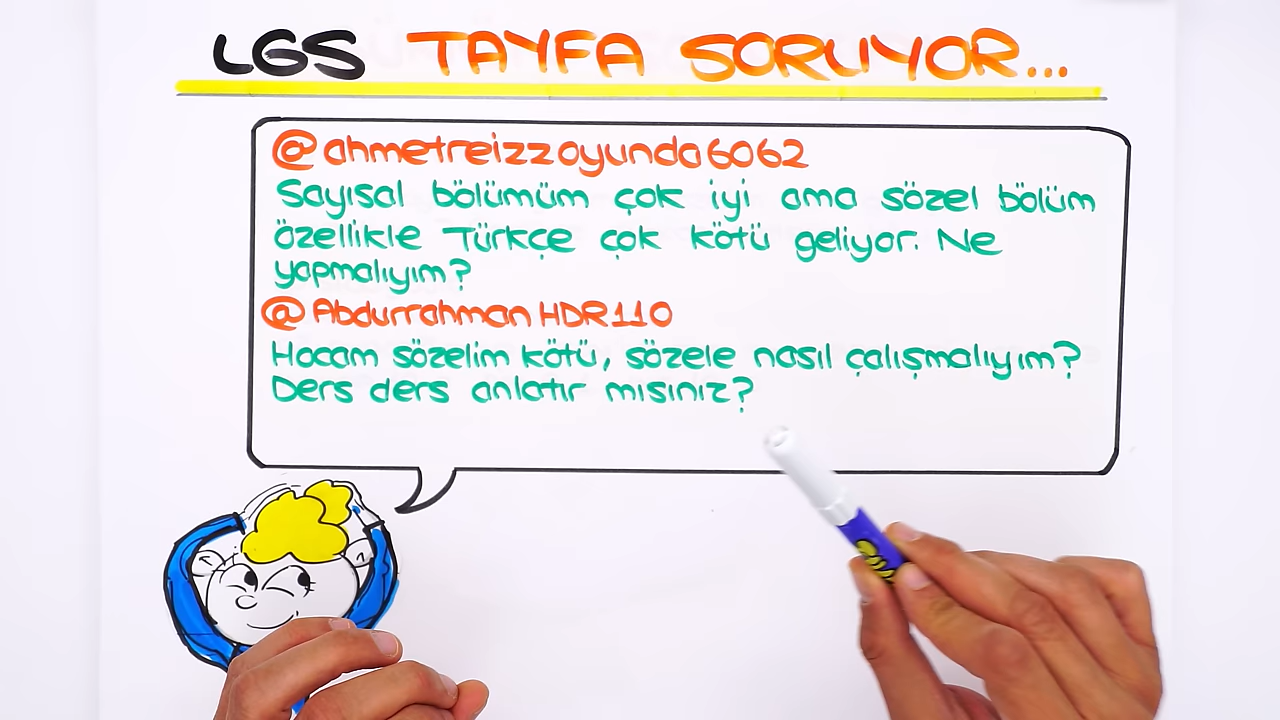 LGS TAYFA SORUYOR...
@ahmetreizzoyunda6062
Sayısal bölümüm çok iyi ama sözel bölüm
özellikle Türkçe çok kötü geliyor. Ne
yapmalıyım?
@AbdurrahmanHDR110
Hocam sözelim kötü, sözele nasıl çalışmalıyım?
Ders ders anlatır mısınız?